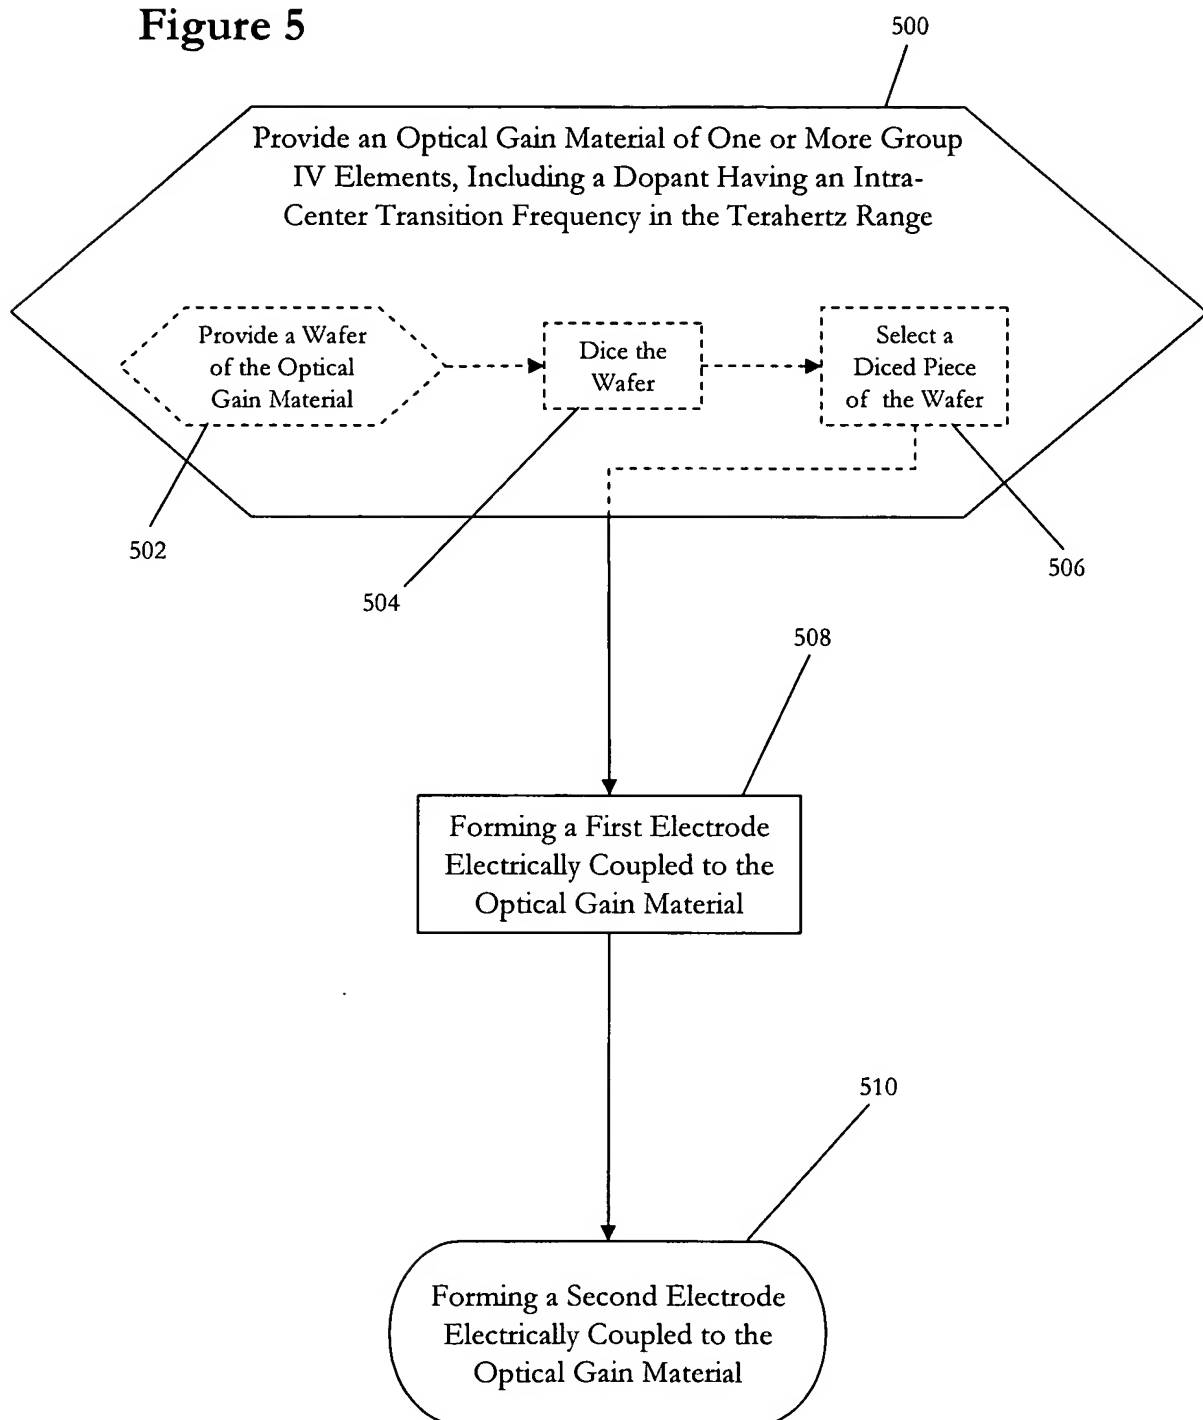 Figure 5
500
Provide an Optical Gain Material of One or More Group
IV Elements, Including a Dopant Having an Intra-
Center Transition Frequency in the Terahertz Range
Provide a Wafer
of the Optical
Gain Material
Dice the
Wafer
Select a
Diced Piece
of the Wafer
502
504
506
508
Forming a First Electrode
Electrically Coupled to the
Optical Gain Material
510
Forming a Second Electrode
Electrically Coupled to the
Optical Gain Material